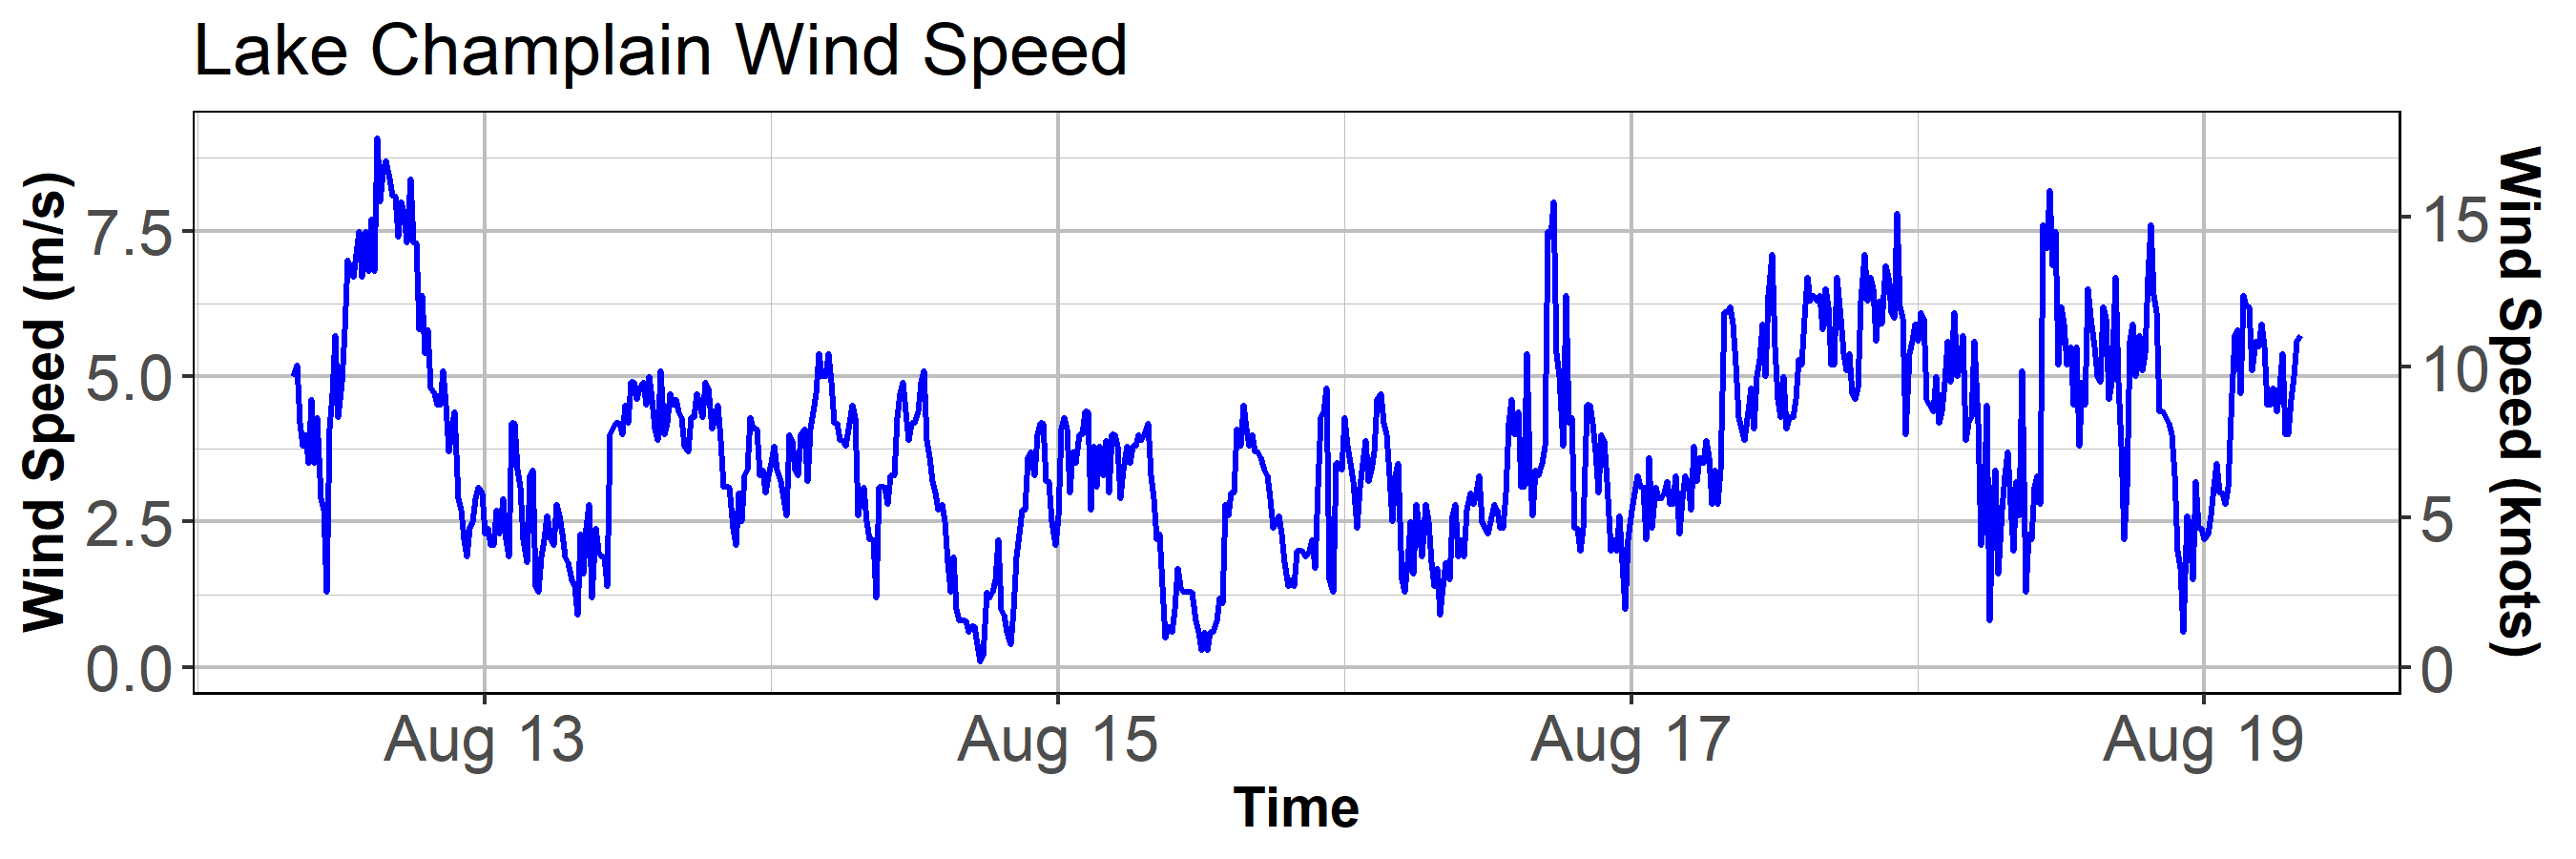 Lake Champlain Wind Speed
Wind Speed (m/s)
7.5
5.0
2.5
0.0
15
10
5
0
Wind Speed (knots)
Aug 13
Aug 15
Aug 17
Aug 19
Time